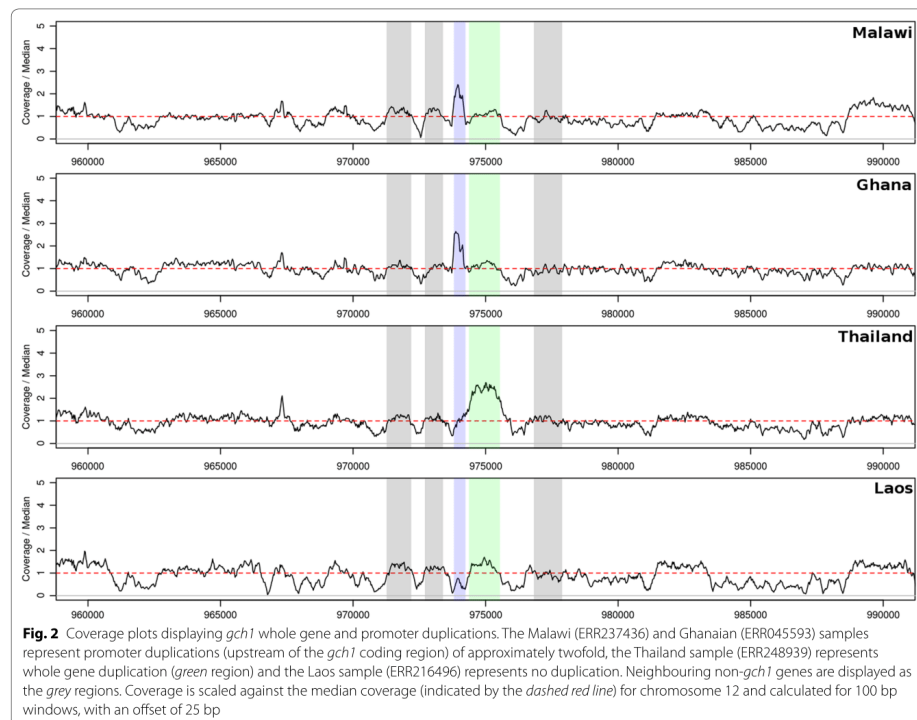 Malawi
Coverage / Median
0 1 2 3 4 5
960000 965000 970000 975000 980000 985000 990000
Ghana
Coverage / Median
0 1 2 3 4 5
960000 965000 970000 975000 980000 985000 990000
Thailand
Coverage / Median
0 1 2 3 4 5
960000 965000 970000 975000 980000 985000 990000
Laos
Coverage / Median
0 1 2 3 4 5
960000 965000 970000 975000 980000 985000 990000
Fig. 2 Coverage plots displaying gch1 whole gene and promoter duplications. The Malawi (ERR237436) and Ghanaian (ERR045593) samples
represent promoter duplications (upstream of the gch1 coding region) of approximately twofold, the Thailand sample (ERR248939) represents
whole gene duplication (green region) and the Laos sample (ERR216496) represents no duplication. Neighbouring non-gch1 genes are displayed as
the grey regions. Coverage is scaled against the median coverage (indicated by the dashed red line) for chromosome 12 and calculated for 100 bp
windows, with an offset of 25 bp